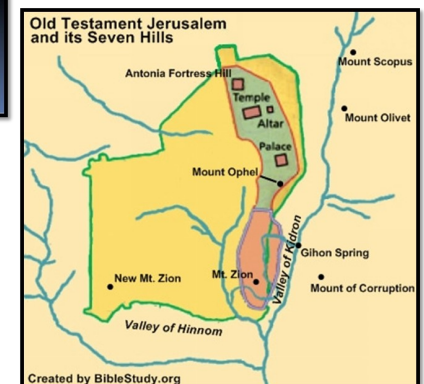 Old Testament Jerusalem
and its Seven Hills
Mount Scopus
Antonia Fortress Hill
Temple
Altar
Mount Olivet
Palace
Mount Ophel
Valley of Kidron
Gihon Spring
Mt. Zion
New Mt. Zion
Mount of Corruption
Valley of Hinnom
Created by BibleStudy.org